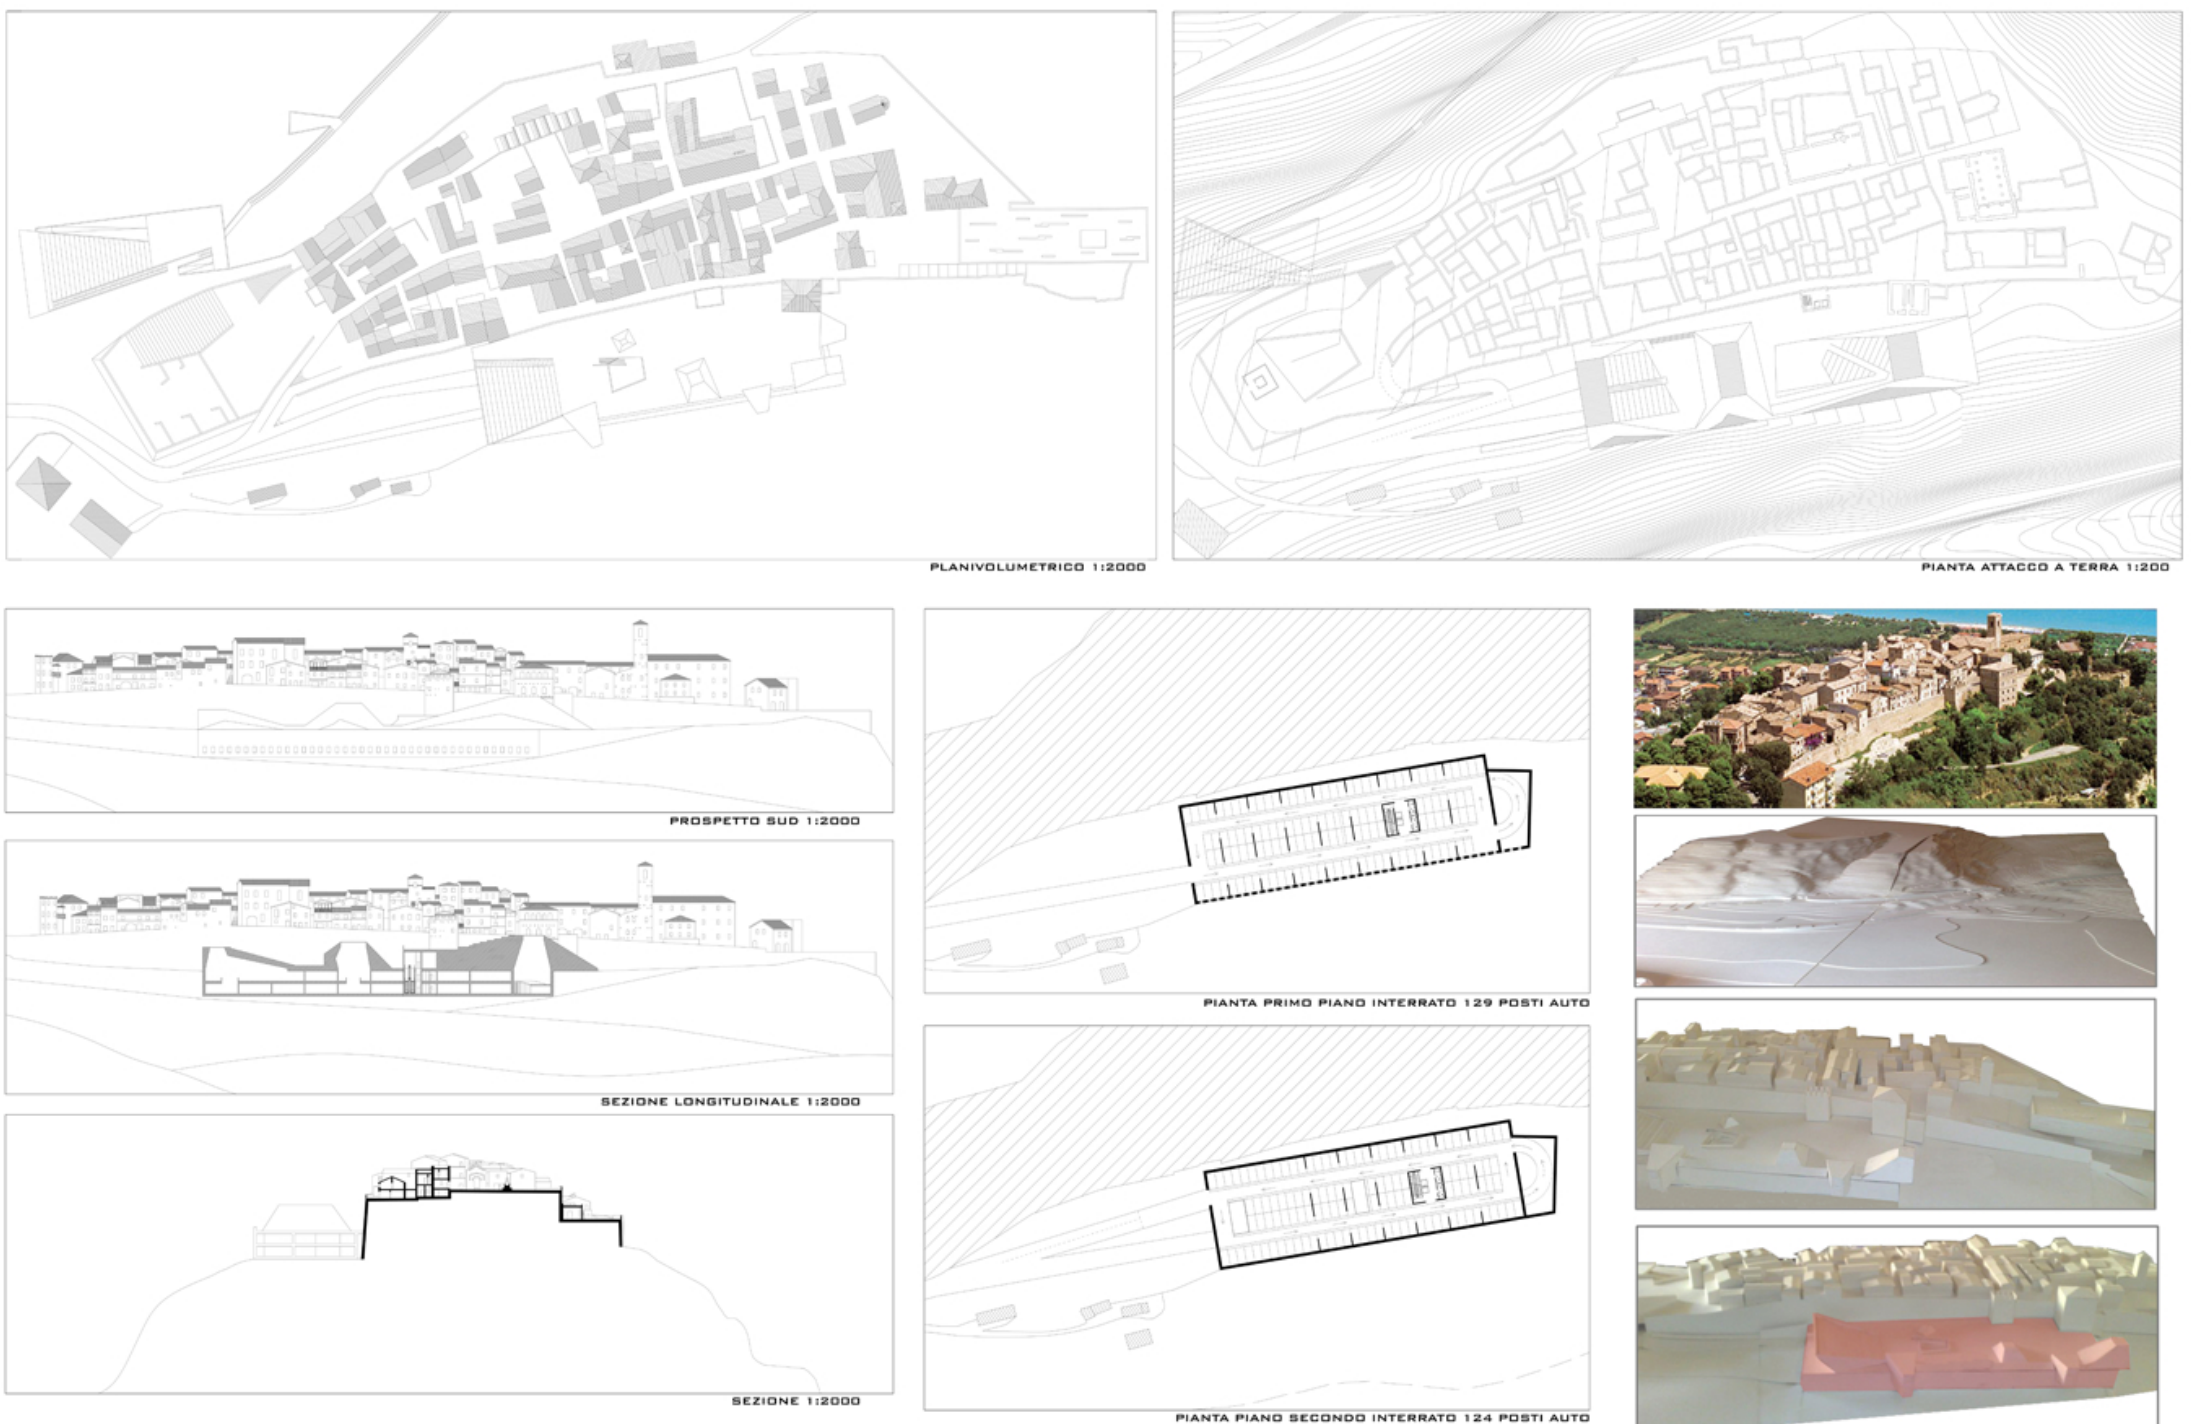 PLANIVOLUMETRICO 1:2000
PIANTA ATTACCO A TERRA 1:200
PROSPETTO SUD 1:2000
SEZIONE LONGITUDINALE 1:2000
SEZIONE 1:2000
PIANTA PRIMO PIANO INTERRATO 129 POSTI AUTO
PIANTA PIANO SECONDO INTERRATO 124 POSTI AUTO